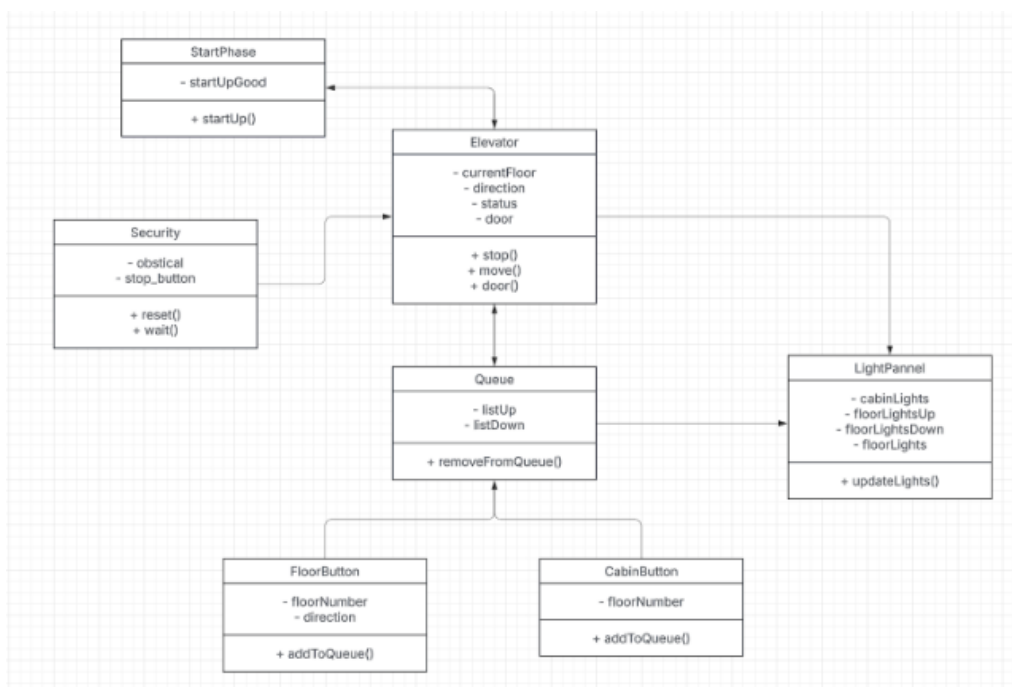 StartPhase
- startUpGood
+ startUp()
Elevator
- currentFloor
- direction
- status
- door
+ stop()
+ move()
+ door()
Security
- obstical
- stop_button
+ reset()
+ wait()
Queue
- listUp
- listDown
+ removeFromQueue()
LightPannel
- cabinLights
- floorLightsUp
- floorLightsDown
- floorLights
+ updateLights()
FloorButton
- floorNumber
- direction
+ addToQueue()
CabinButton
- floorNumber
+ addToQueue()